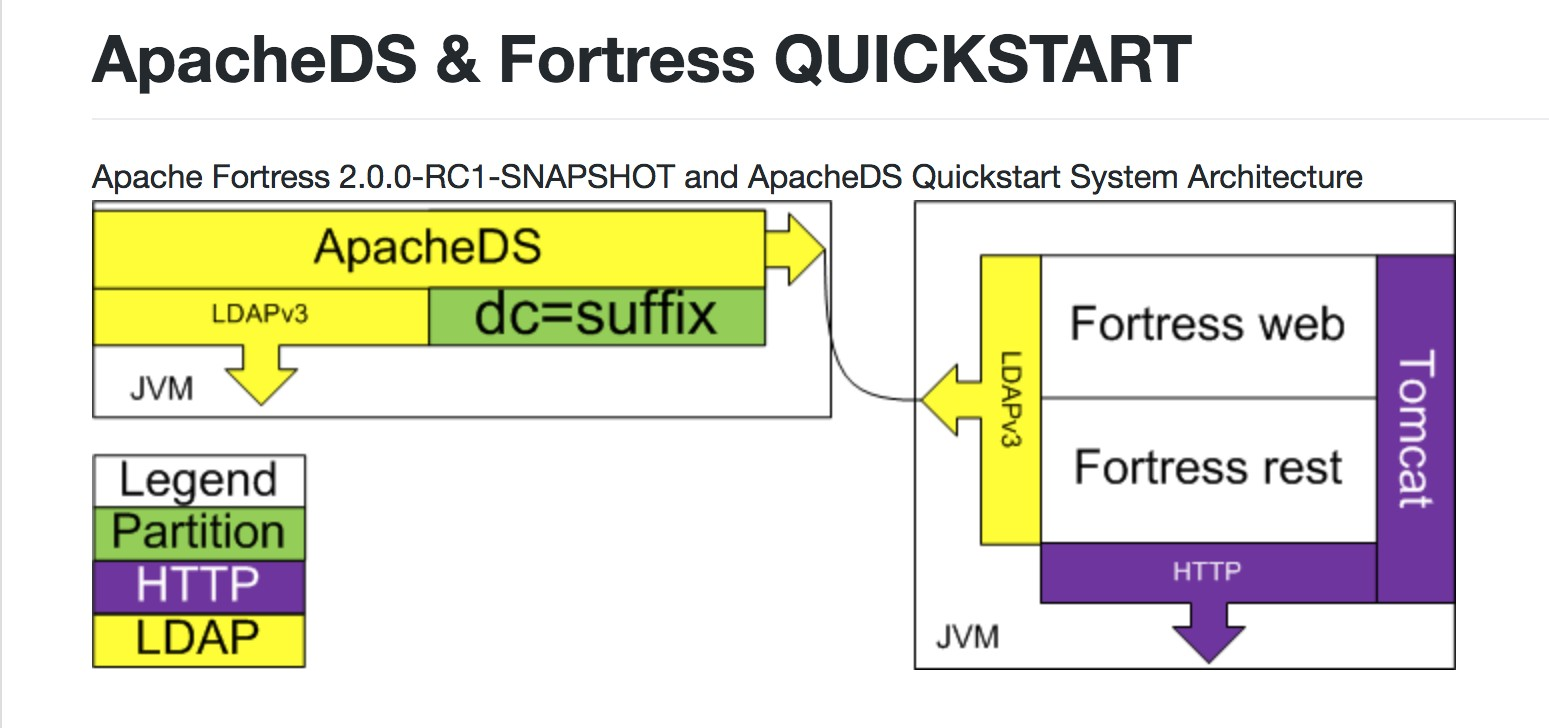 ApacheDS & Fortress QUICKSTART
Apache Fortress 2.0.0-RC1-SNAPSHOT and ApacheDS Quickstart System Architecture
ApacheDS
LDAPv3
dc=suffix
JVM
Legend
Partition
HTTP
LDAP
LDAPv3
Fortress web
Fortress rest
Tomcat
HTTP
JVM